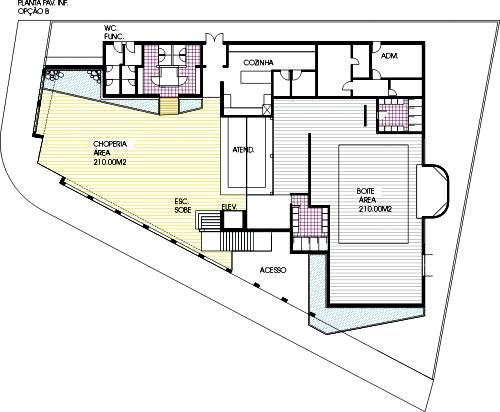 PLANTA PAV. INF.
OPÇÃO B
WC.
FUNC.
COZINHA
ADM.
CHOPERIA
ÁREA
210.00M2
ATEND.
BOITE
ÁREA
210.00M2
ESC.
SOBE
ELEV.
ACESSO